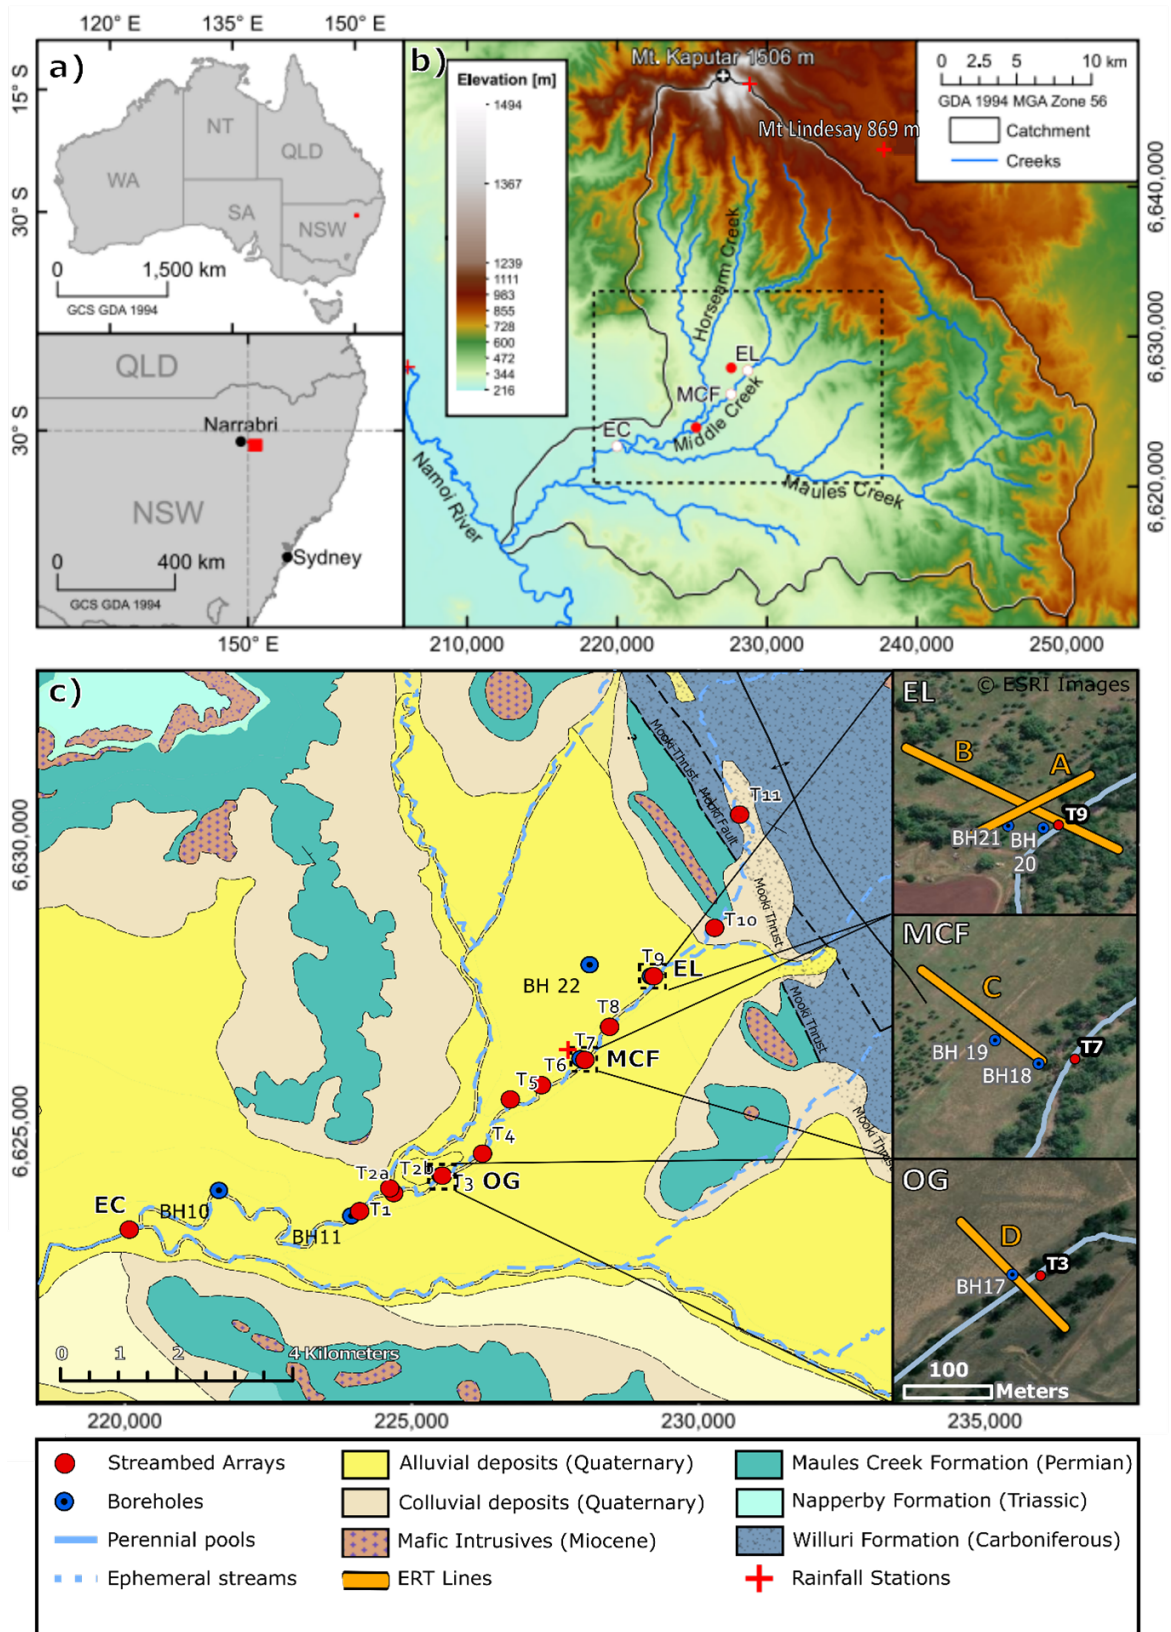 120° E 135° E 150° E
a)
15° S
30° S
NT
WA
QLD
SA
NSW
0 1,500 km
GCS GDA 1994
QLD
Narrabri
30°
NSW
0 400 km
Sydney
GCS GDA 1994
150° E
b)
Mt. Kaputar 1506 m
Elevation [m]
1494
1367
1239
1111
983
855
728
600
472
344
216
0 2.5 5 10 km
GDA 1994 MGA Zone 56
Catchment
Creeks
Mt Lindesay 869 m
Horsearm Creek
EL
MCF
Middle Creek
EC
Namoi River
Maules Creek
6,640,000
6,630,000
6,620,000
210,000 220,000 230,000 240,000 250,000
c)
6,630,000
6,625,000
Mooki Thrust
?
Mooki Fault
Mooki Thrust
Mooki Thrust
Mooki Thrust
T11
T10
T9
EL
BH 22
T8
T7
T6
MCF
T5
T4
T2b
T2a
T3
OG
T1
EC
BH10
BH11
0 1 2 4 Kilometers
220,000 225,000 230,000 235,000
EL
© ESRI Images
B
A
T9
BH21 BH
20
MCF
C
BH 19
T7
BH18
OG
D
T3
BH17
100
Meters
Streambed Arrays
Boreholes
Perennial pools
Ephemeral streams
Alluvial deposits (Quaternary)
Colluvial deposits (Quaternary)
Mafic Intrusives (Miocene)
ERT Lines
Maules Creek Formation (Permian)
Napperby Formation (Triassic)
Willuri Formation (Carboniferous)
Rainfall Stations